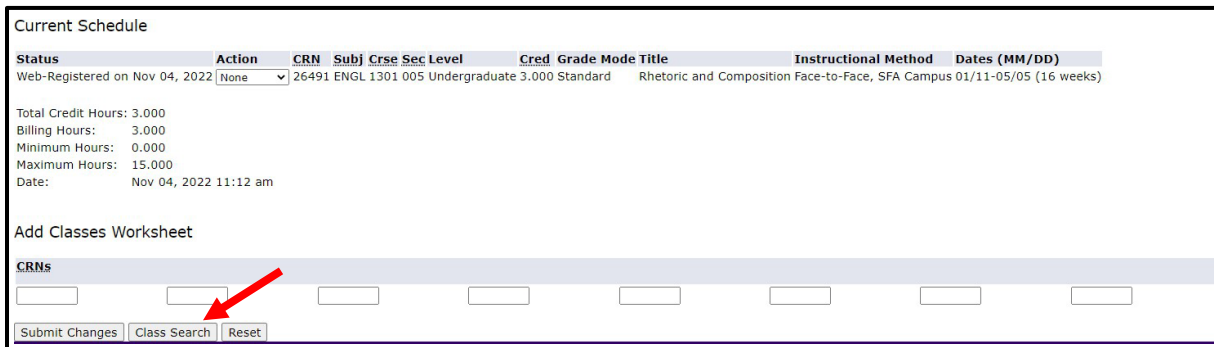 Current Schedule
Status Action CRN Subj Crse Sec Level Cred Grade Mode Title Instructional Method Dates (MM/DD)
Web-Registered on Nov 04, 2022 None 26491 ENGL 1301 005 Undergraduate 3.000 Standard Rhetoric and Composition Face-to-Face, SFA Campus 01/11-05/05 (16 weeks)
Total Credit Hours: 3.000
Billing Hours: 3.000
Minimum Hours: 0.000
Maximum Hours: 15.000
Date: Nov 04, 2022 11:12 am
Add Classes Worksheet
CRNs
Submit Changes Class Search Reset